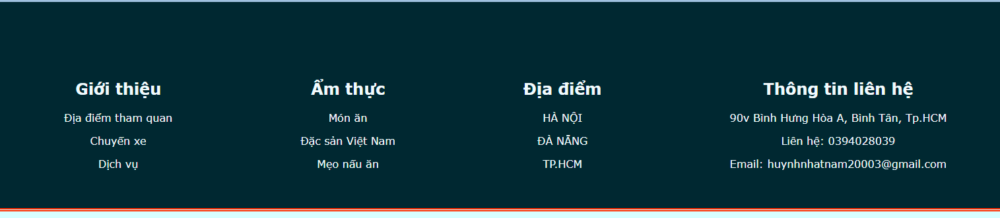 Giới thiệu
Địa điểm tham quan
Chuyến xe
Dịch vụ
Ẩm thực
Món ăn
Đặc sản Việt Nam
Mẹo nấu ăn
Địa điểm
HÀ NỘI
ĐÀ NẴNG
TP.HCM
Thông tin liên hệ
90v Bình Hưng Hòa A, Bình Tân, Tp.HCM
Liên hệ: 0394028039
Email: huynhnhatnam20003@gmail.com